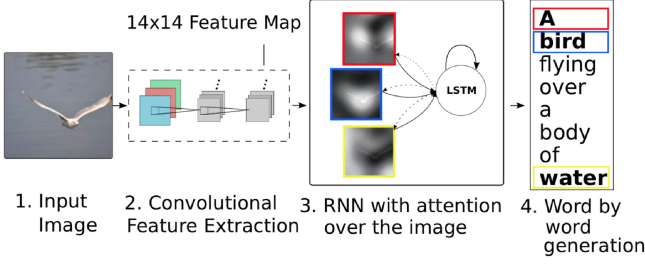 14x14 Feature Map
LSTM
A
bird
flying
over
a
body
of
water
1. Input
Image
2. Convolutional
Feature Extraction
3. RNN with attention
over the image
4. Word by
word
generation